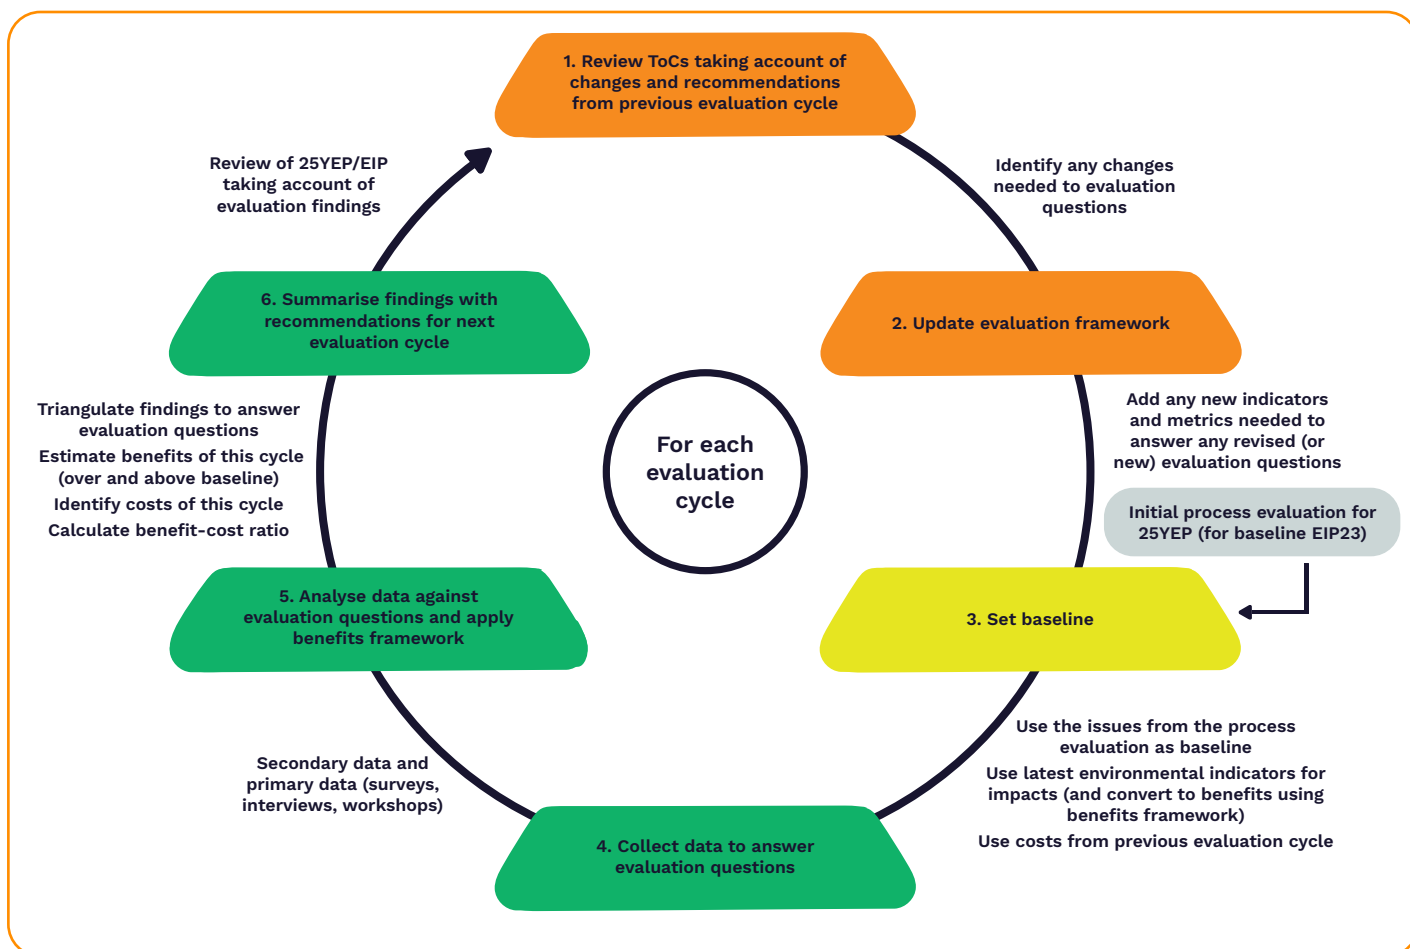 1. Review ToCs taking account of
changes and recommendations
from previous evaluation cycle
Identify any changes
needed to evaluation
questions
2. Update evaluation framework
Add any new indicators
and metrics needed to
answer any revised (or
new) evaluation questions
Initial process evaluation for
25YEP (for baseline EIP23)
3. Set baseline
Use the issues from the process
evaluation as baseline
Use latest environmental indicators for
impacts (and convert to benefits using
benefits framework)
Use costs from previous evaluation cycle
4. Collect data to answer
evaluation questions
Secondary data and
primary data (surveys,
interviews, workshops)
5. Analyse data against
evaluation questions and apply
benefits framework
Triangulate findings to answer
evaluation questions
Estimate benefits of this cycle
(over and above baseline)
Identify costs of this cycle
Calculate benefit-cost ratio
6. Summarise findings with
recommendations for next
evaluation cycle
Review of 25YEP/EIP
taking account of
evaluation findings
For each
evaluation
cycle